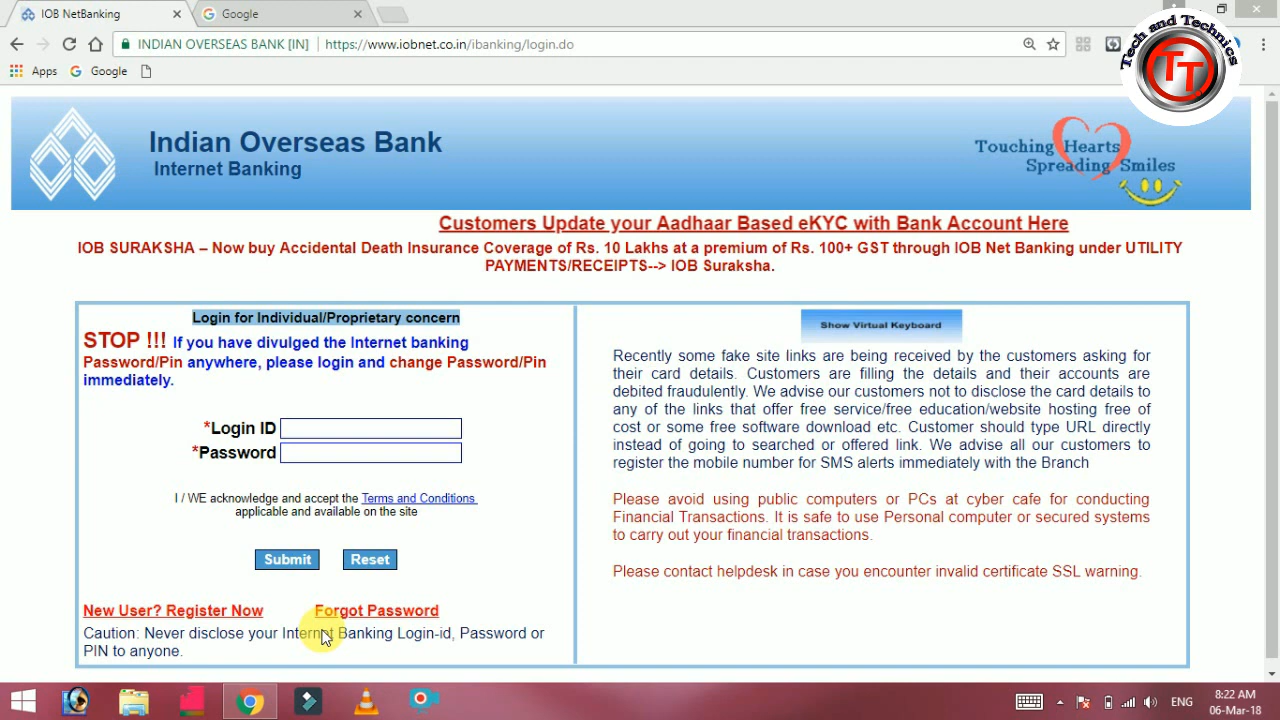 IOB NetBanking
Google
INDIAN OVERSEAS BANK [IN]
https://www.iobnet.co.in/ibanking/login.do
Apps
Google
Tech and Technics
TT
Indian Overseas Bank
Internet Banking
Touching Hearts
Spreading Smiles
Customers Update your Aadhaar Based eKYC with Bank Account Here
IOB SURAKSHA – Now buy Accidental Death Insurance Coverage of Rs. 10 Lakhs at a premium of Rs. 100+ GST through IOB Net Banking under UTILITY
PAYMENTS/RECEIPTS--> IOB Suraksha.
Login for Individual/Proprietary concern
STOP !!! If you have divulged the Internet banking
Password/Pin anywhere, please login and change Password/Pin
immediately.
*Login ID
*Password
I / WE acknowledge and accept the Terms and Conditions
applicable and available on the site
Submit
Reset
New User? Register Now
Forgot Password
Caution: Never disclose your Internet Banking Login-id, Password or
PIN to anyone.
Show Virtual Keyboard
Recently some fake site links are being received by the customers asking for
their card details. Customers are filling the details and their accounts are
debited fraudulently. We advise our customers not to disclose the card details to
any of the links that offer free service/free education/website hosting free of
cost or some free software download etc. Customer should type URL directly
instead of going to searched or offered link. We advise all our customers to
register the mobile number for SMS alerts immediately with the Branch
Please avoid using public computers or PCs at cyber cafe for conducting
Financial Transactions. It is safe to use Personal computer or secured systems
to carry out your financial transactions.
Please contact helpdesk in case you encounter invalid certificate SSL warning.
ENG
8:22 AM
06-Mar-18